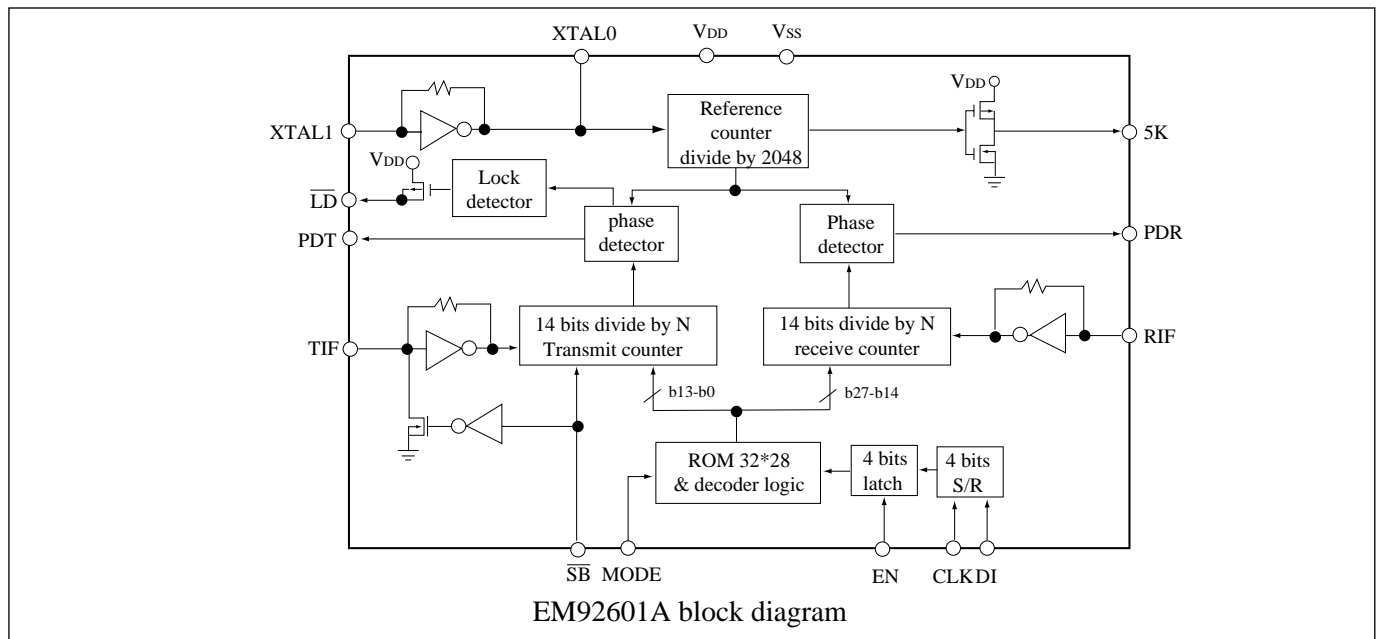 XTAL0
VDD
VSS
XTAL1
VDD
Reference
counter
divide by 2048
5K
VDD
Lock
detector
LD
PDT
phase
detector
Phase
detector
PDR
14 bits divide by N
Transmit counter
14 bits divide by N
receive counter
TIF
RIF
b13-b0
b27-b14
ROM 32*28
& decoder logic
4 bits
latch
4 bits
S/R
SB
MODE
EN
CLK
DI
EM92601A block diagram